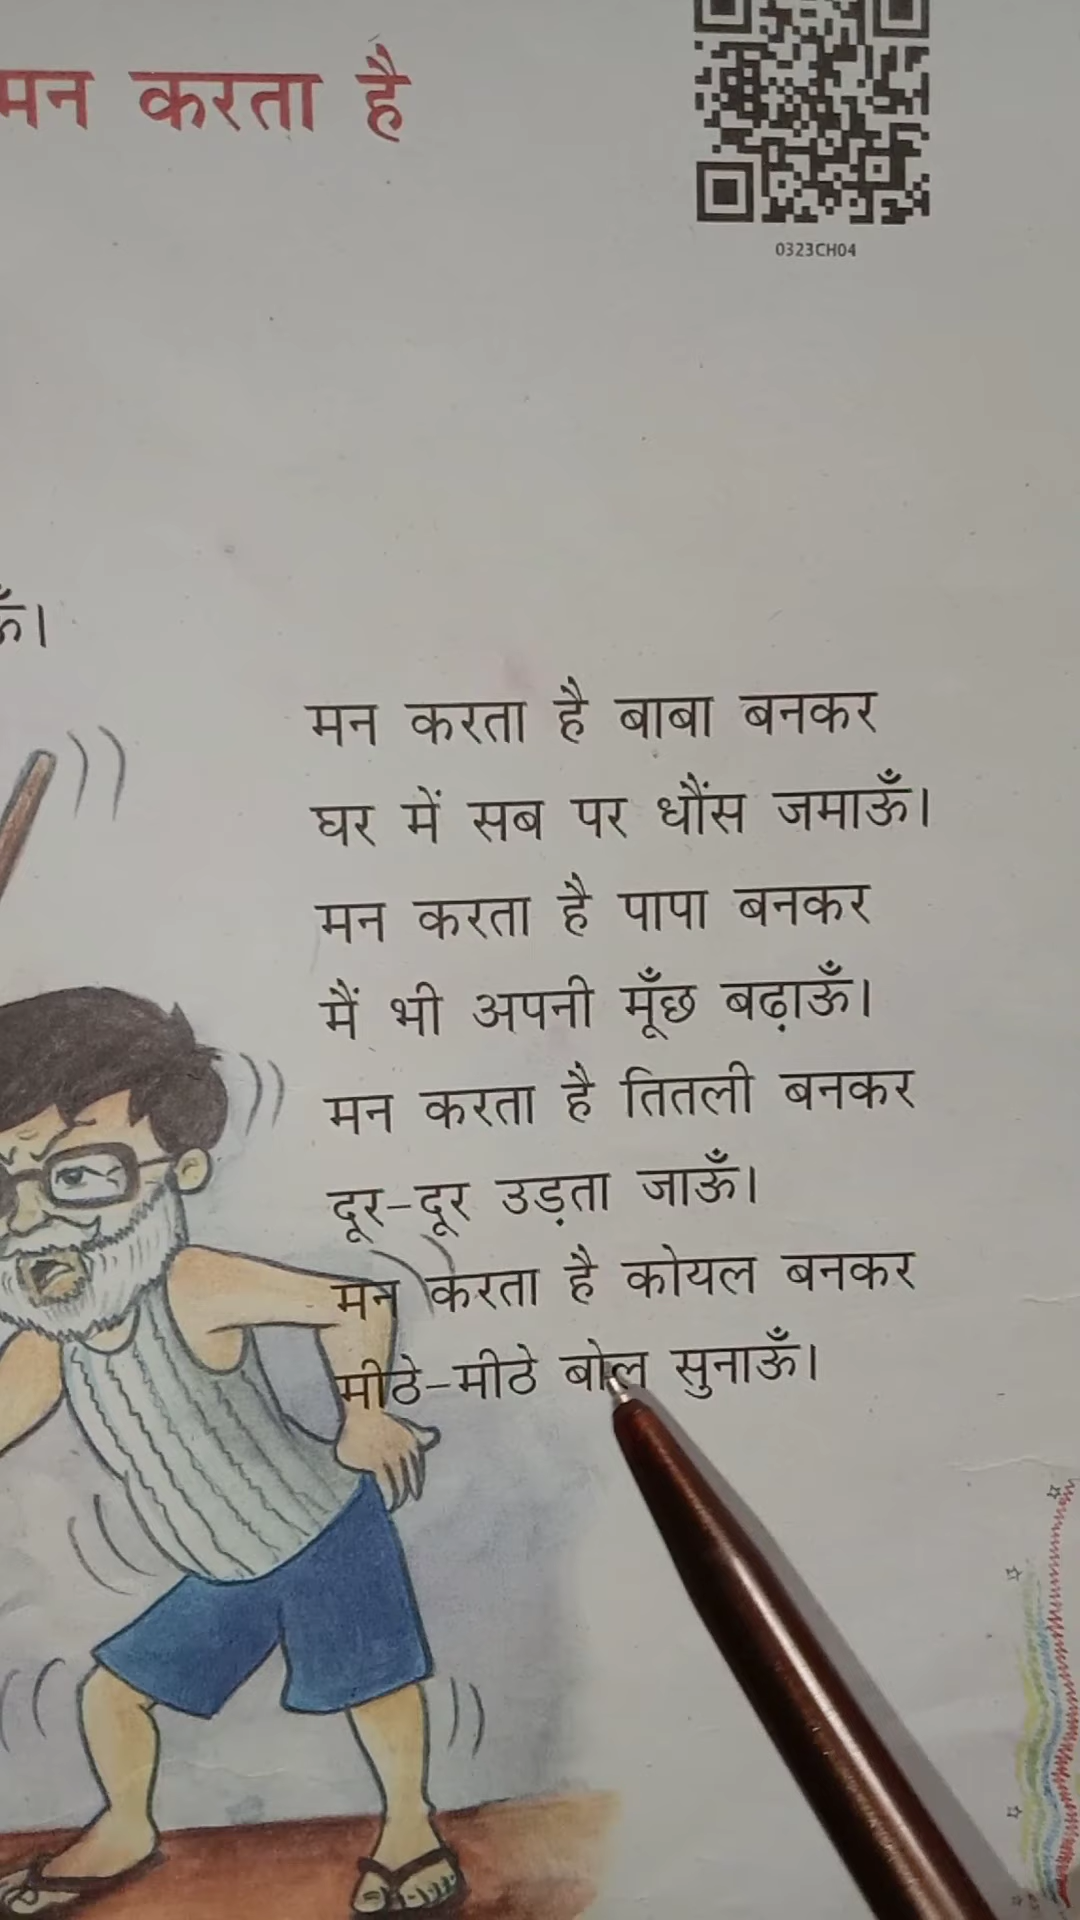 मन करता है
0323CH04
ऊँ।
मन करता है बाबा बनकर
घर में सब पर धौंस जमाऊँ।
मन करता है पापा बनकर
मैं भी अपनी मूँछ बढ़ाऊँ।
मन करता है तितली बनकर
दूर-दूर उड़ता जाऊँ।
मन करता है कोयल बनकर
मीठे-मीठे बोल सुनाऊँ।